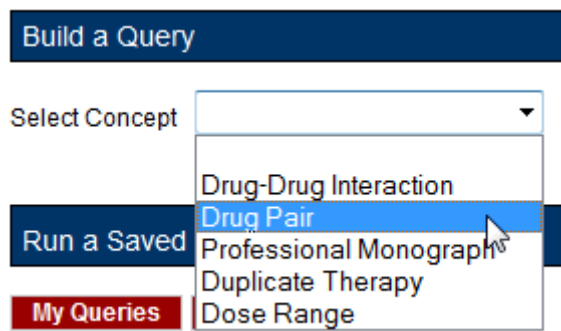 Build a Query
Select Concept
Drug-Drug Interaction
Drug Pair
Run a Saved
Professional Monograph
Duplicate Therapy
My Queries
Dose Range